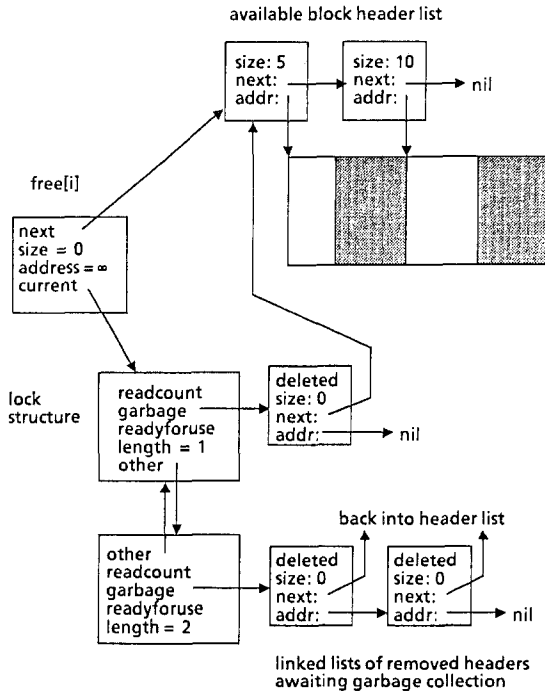 available block header list
size: 5
next:
addr:
size: 10
next:
addr:
nil
free[i]
next
size = 0
address = ∞
current
lock
structure
readcount
garbage
readyforuse
length = 1
other
deleted
size: 0
next:
addr:
nil
back into header list
other
readcount
garbage
readyforuse
length = 2
deleted
size: 0
next:
addr:
deleted
size: 0
next:
addr:
nil
linked lists of removed headers
awaiting garbage collection